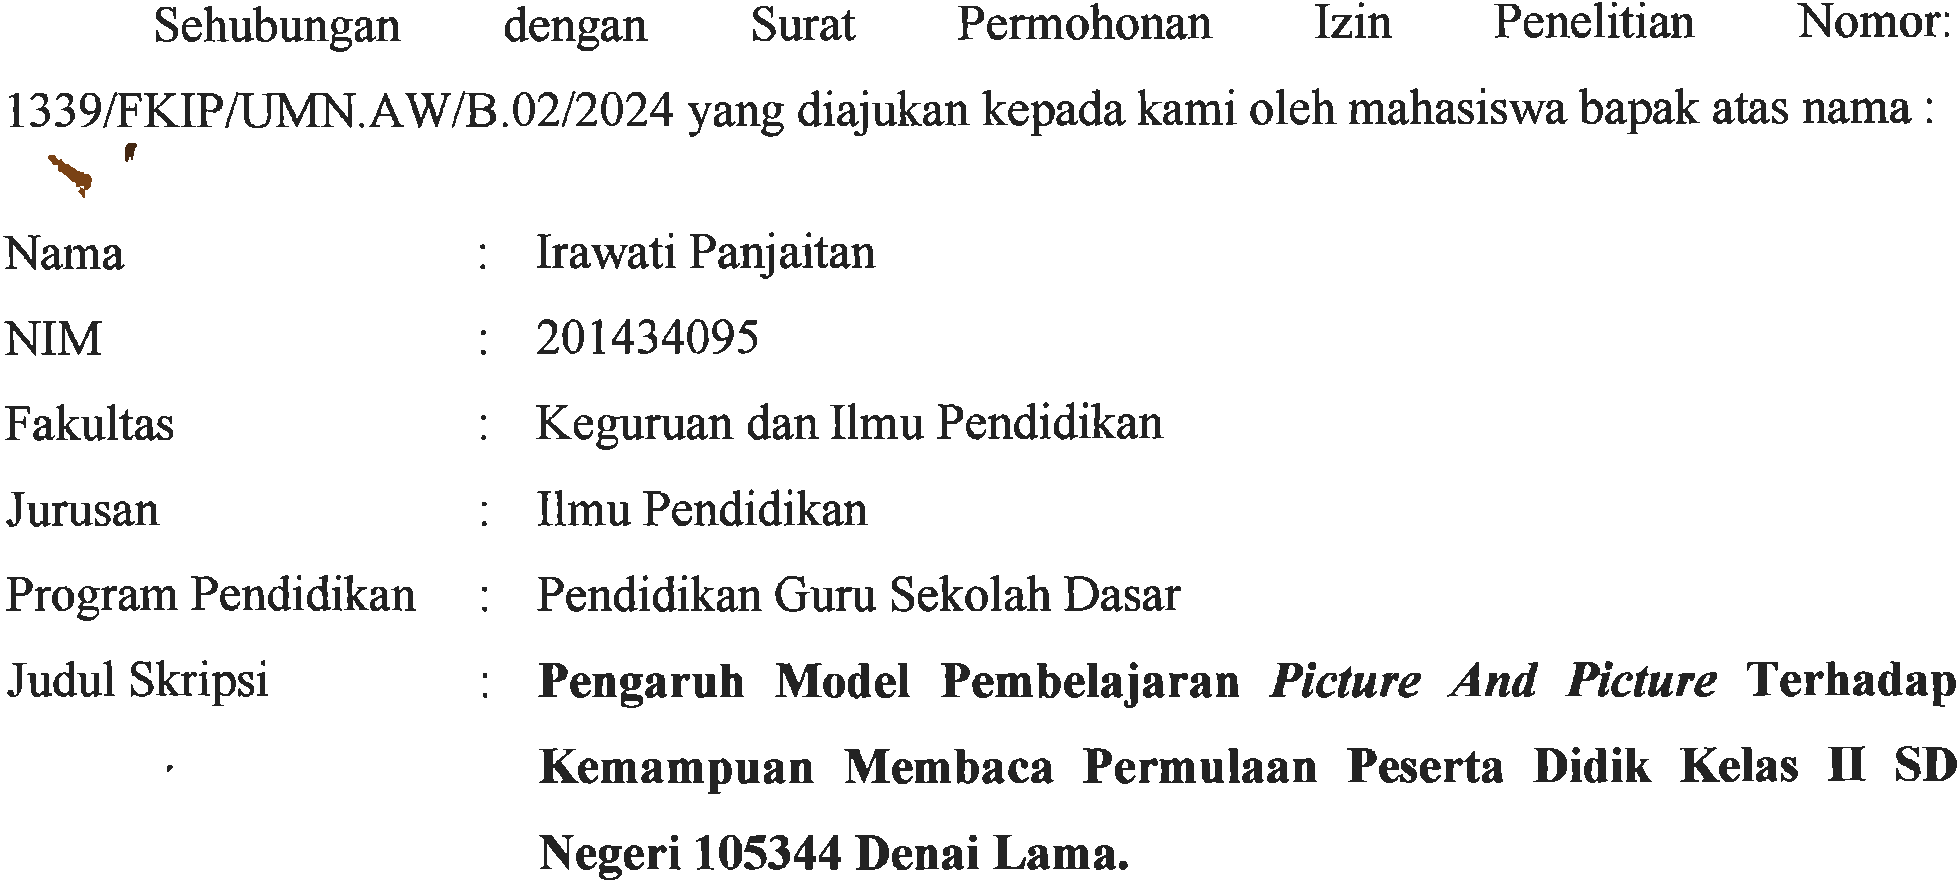 Sehubungan dengan Surat Permohonan Izin Penelitian Nomor:
1339/FKIP/UMN.AW/B.02/2024 yang diajukan kepada kami oleh mahasiswa bapak atas nama :
Nama : Irawati Panjaitan
NIM : 201434095
Fakultas : Keguruan dan Ilmu Pendidikan
Jurusan : Ilmu Pendidikan
Program Pendidikan : Pendidikan Guru Sekolah Dasar
Judul Skripsi : Pengaruh Model Pembelajaran Picture And Picture Terhadap
Kemampuan Membaca Permulaan Peserta Didik Kelas II SD
Negeri 105344 Denai Lama.